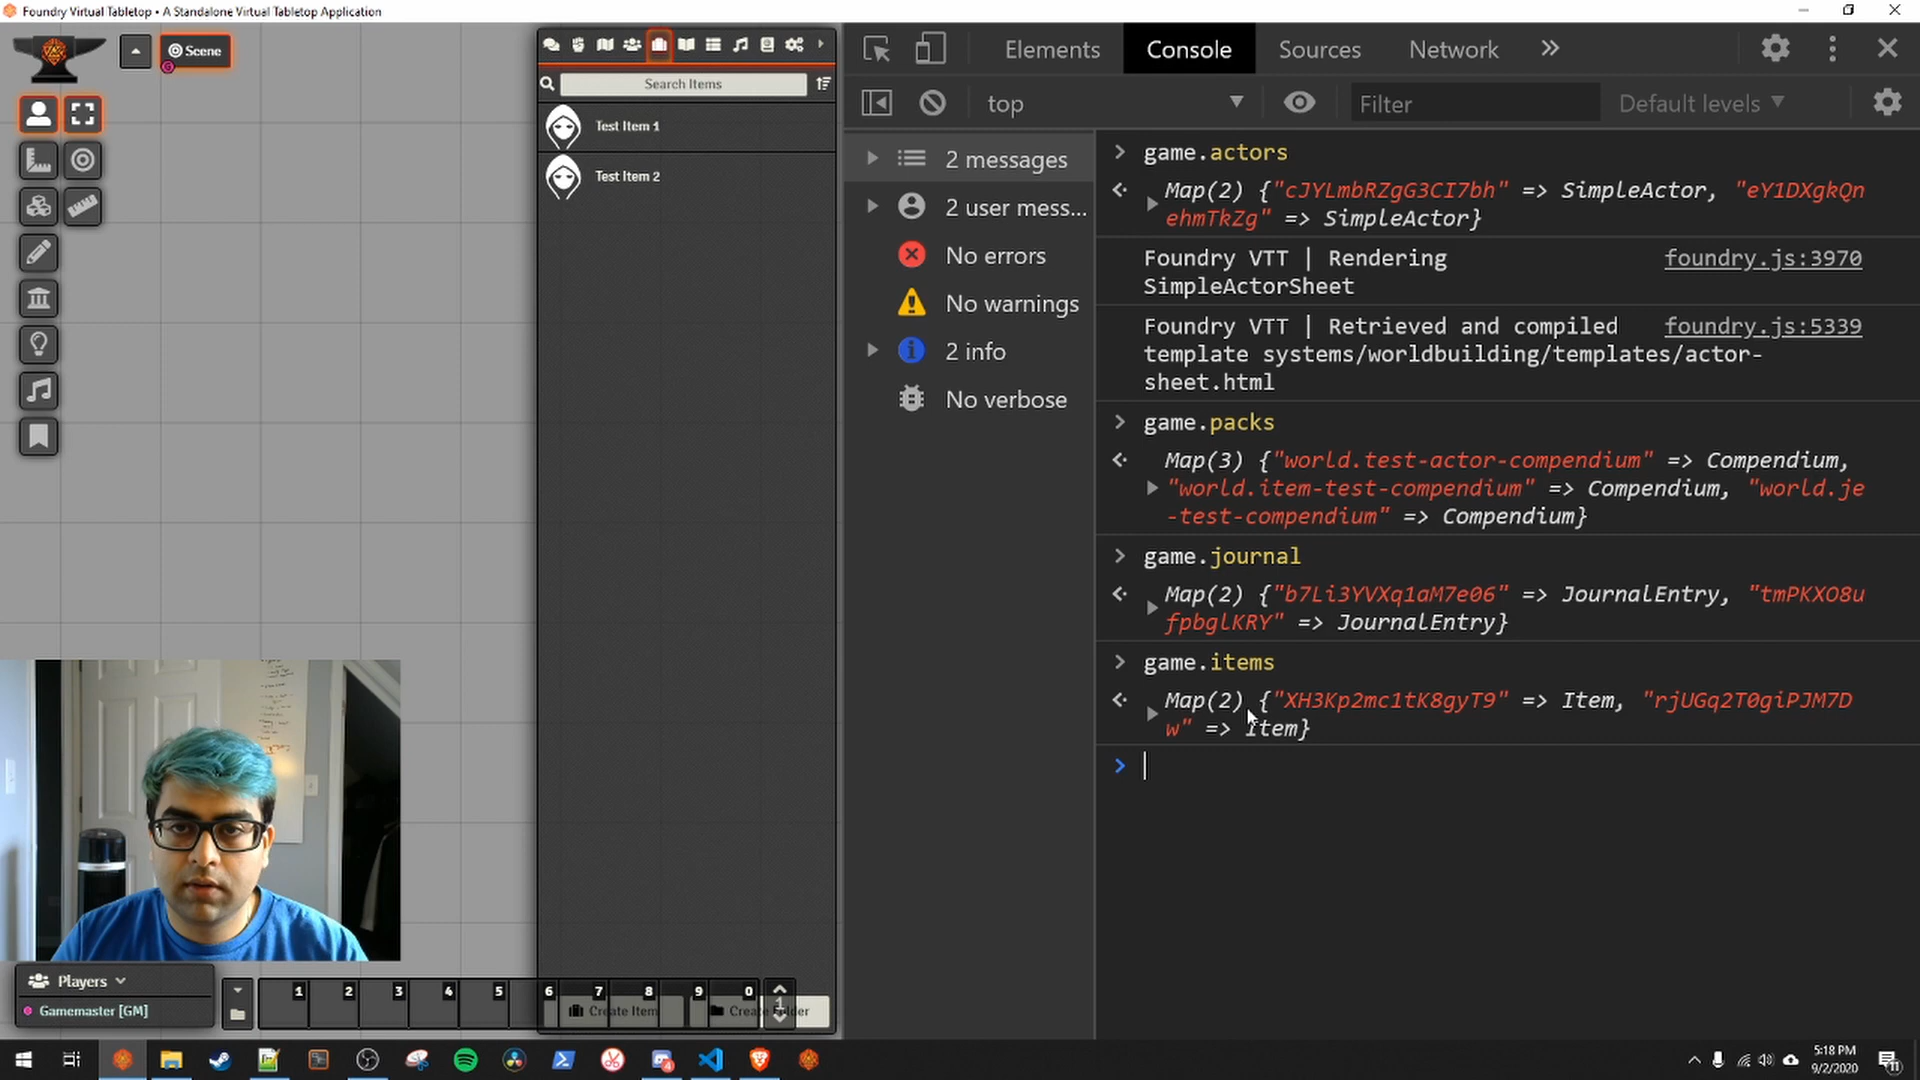 Foundry Virtual Tabletop • A Standalone Virtual Tabletop Application
Scene
G
Search Items
Test Item 1
Test Item 2
Players
Gamemaster [GM]
1 2 3 4 5 6 7 8 9 0
1
Create Item
Elements Console Sources Network
top
Filter
Default levels
2 messages
2 user mess...
No errors
No warnings
2 info
No verbose
game.actors
Map(2) {"cJYLmbRZgG3CI7bh" => SimpleActor, "eY1DXgkQn
ehmTkZg" => SimpleActor}
Foundry VTT | Rendering foundry.js:3970
SimpleActorSheet
Foundry VTT | Retrieved and compiled foundry.js:5339
template systems/worldbuilding/templates/actor-
sheet.html
game.packs
Map(3) {"world.test-actor-compendium" => Compendium,
"world.item-test-compendium" => Compendium, "world.je
-test-compendium" => Compendium}
game.journal
Map(2) {"b7Li3YVXq1aM7e06" => JournalEntry, "tmPKXO8u
fpbglKRY" => JournalEntry}
game.items
Map(2) {"XH3Kp2mc1tK8gyT9" => Item, "rjUGq2T0giPJM7D
w" => Item}
5:18 PM
9/2/2020